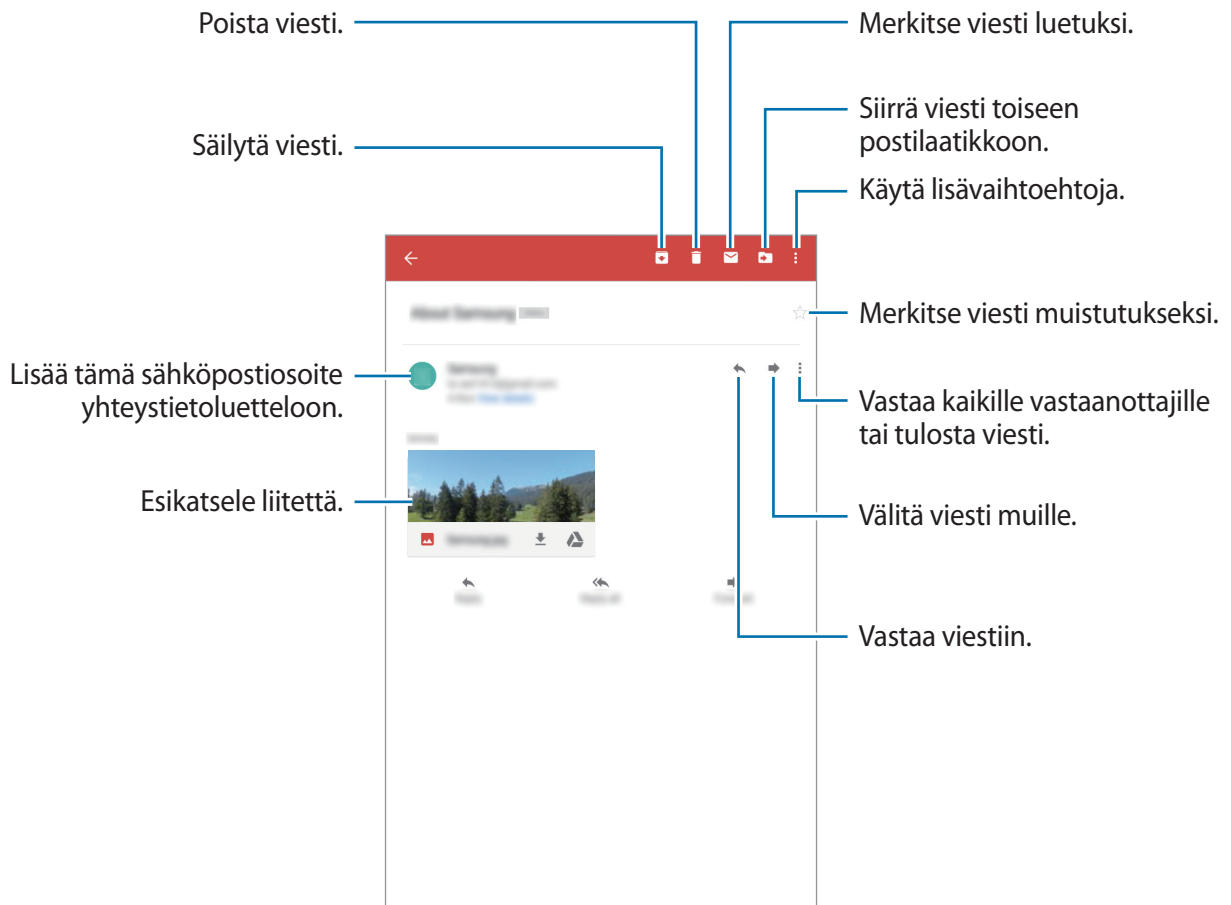 Poista viesti.
Merkitse viesti luetuksi.
Siirrä viesti toiseen
postilaatikkoon.
Säilytä viesti.
Käytä lisävaihtoehtoja.
Merkitse viesti muistutukseksi.
Lisää tämä sähköpostiosoite
yhteystietoluetteloon.
Vastaa kaikille vastaanottajille
tai tulosta viesti.
Esikatsele liitettä.
Välitä viesti muille.
Vastaa viestiin.